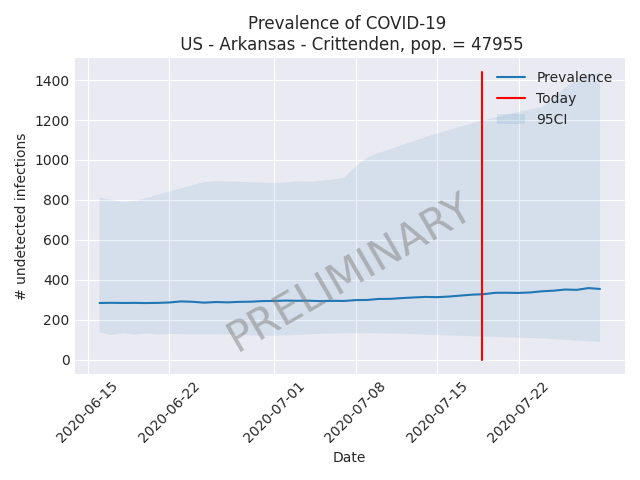 Prevalence of COVID-19
US - Arkansas - Crittenden, pop. = 47955
1400
1200
1000
800
600
400
200
0
# undetected infections
Prevalence
Today
95CI
PRELIMINARY
2020-06-15
2020-06-22
2020-07-01
2020-07-08
2020-07-15
2020-07-22
Date